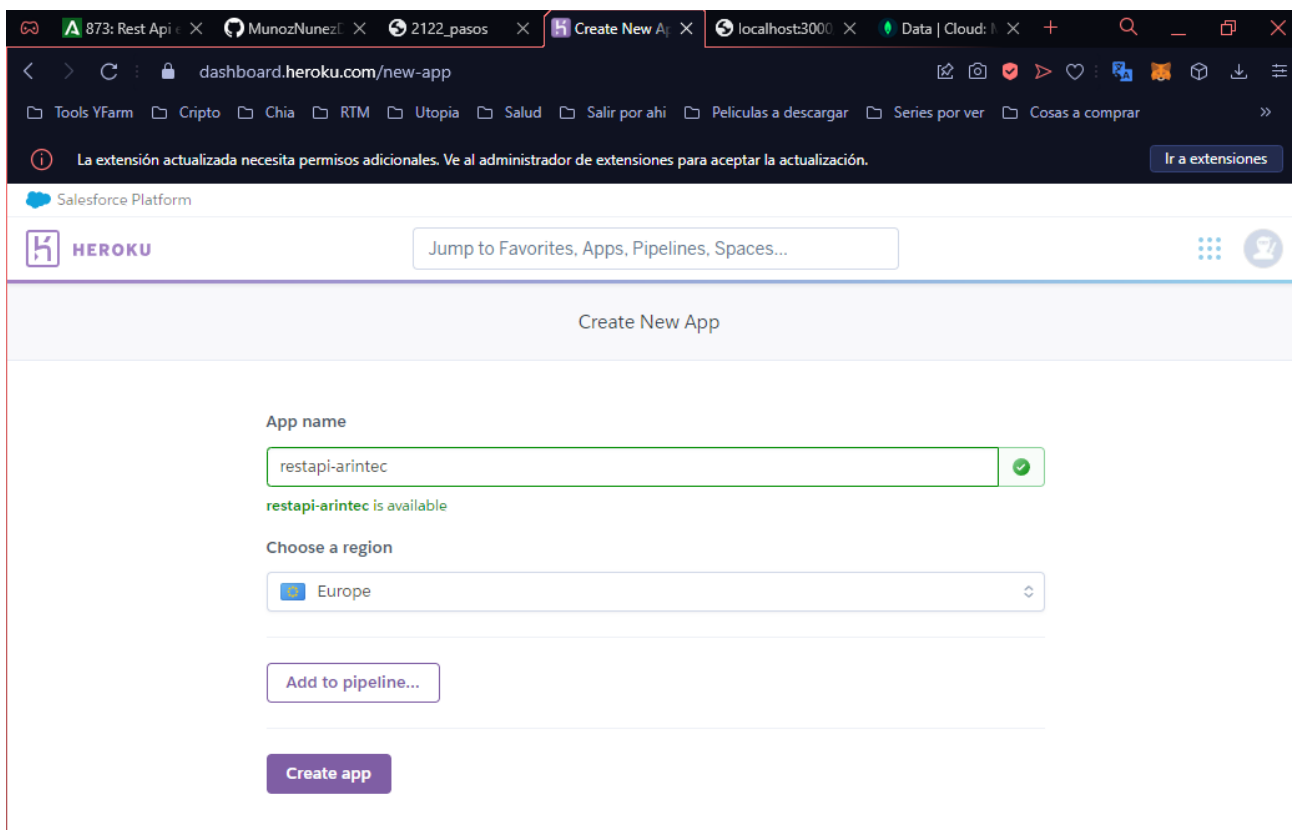 873: Rest Api e
MunozNunezD
2122_pasos
Create New Ap
localhost:3000
Data | Cloud: M
dashboard.heroku.com/new-app
Tools YFarm Cripto Chia RTM Utopia Salud Salir por ahi Peliculas a descargar Series por ver Cosas a comprar
La extensión actualizada necesita permisos adicionales. Ve al administrador de extensiones para aceptar la actualización.
Ir a extensiones
Salesforce Platform
HEROKU
Jump to Favorites, Apps, Pipelines, Spaces...
Create New App
App name
restapi-arintec
restapi-arintec is available
Choose a region
Europe
Add to pipeline...
Create app